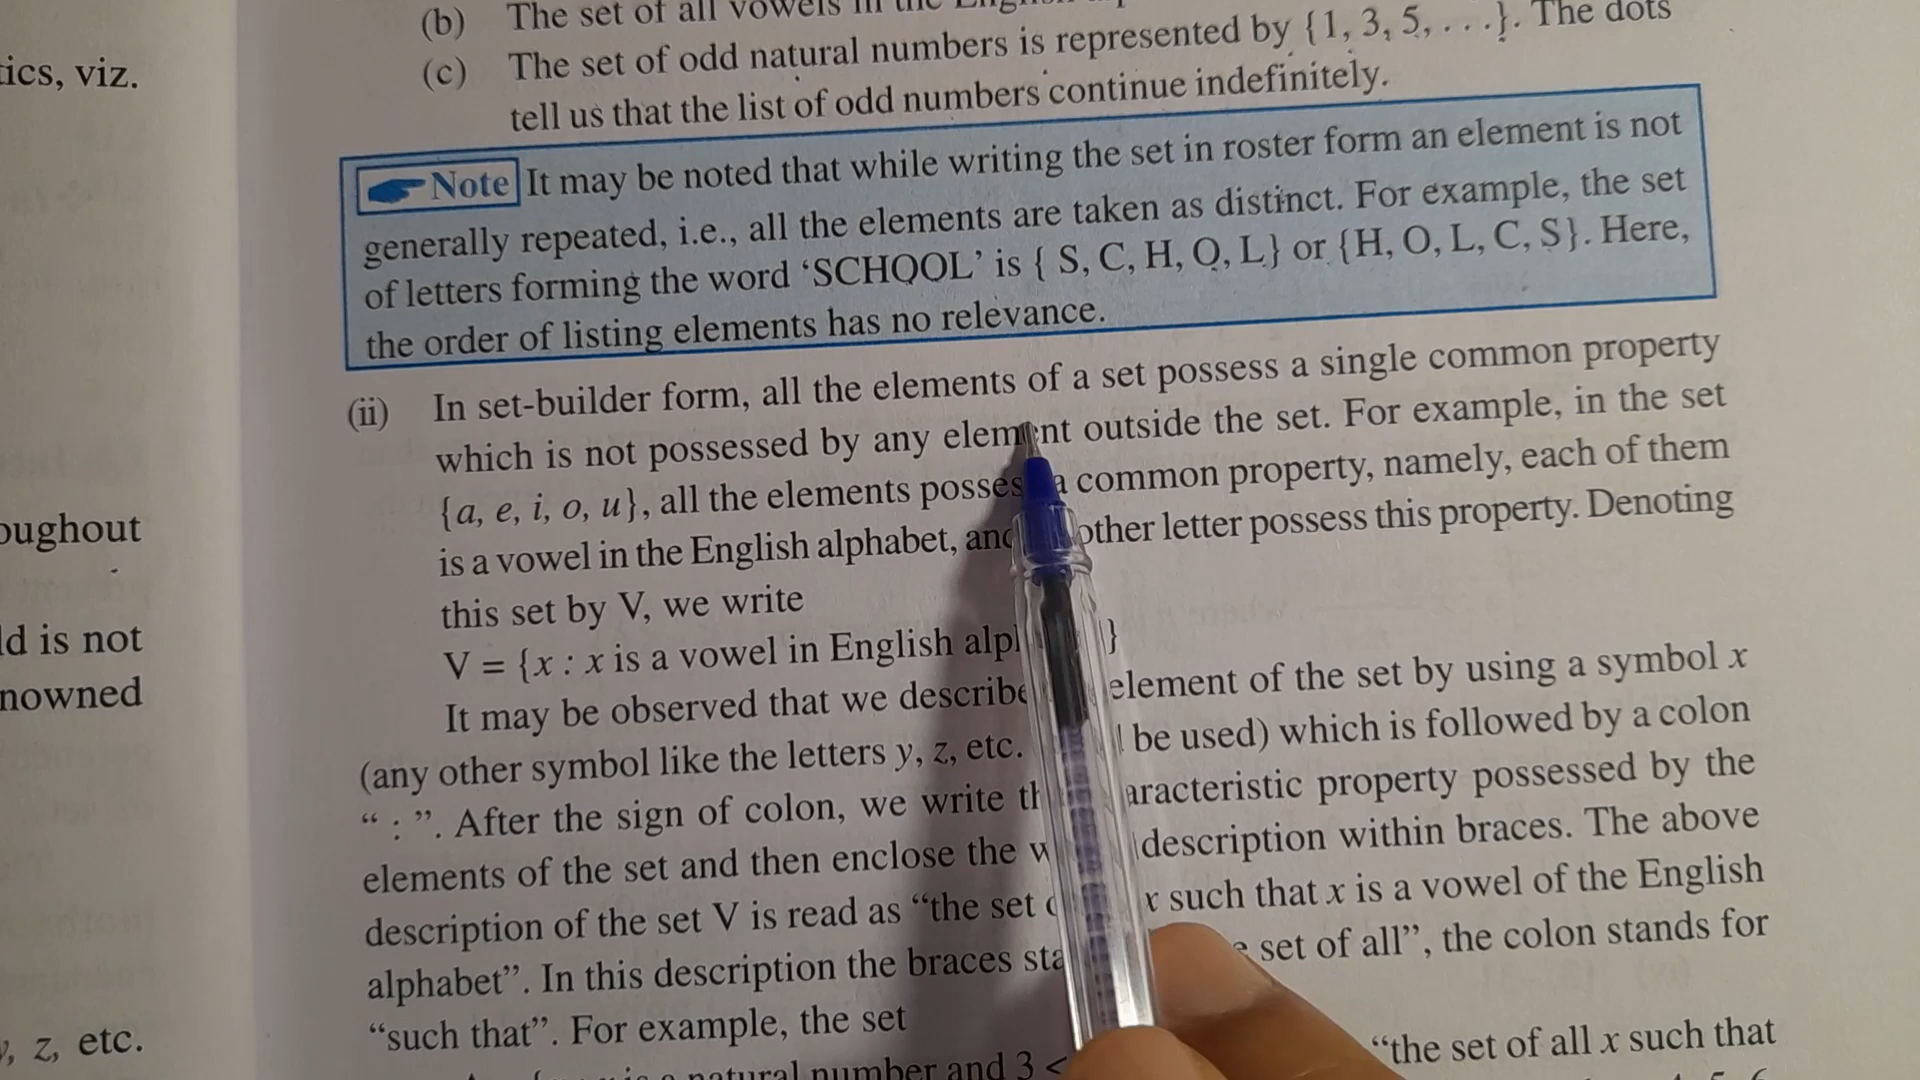 ics, viz.
oughout
ld is not
nowned
z, etc.
(b) The set of all vowels in the
(c) The set of odd natural numbers is represented by {1, 3, 5, . . .}. The dots
tell us that the list of odd numbers continue indefinitely.
Note It may be noted that while writing the set in roster form an element is not
generally repeated, i.e., all the elements are taken as distinct. For example, the set
of letters forming the word ‘SCHOOL’ is { S, C, H, O, L} or {H, O, L, C, S}. Here,
the order of listing elements has no relevance.
(ii) In set-builder form, all the elements of a set possess a single common property
which is not possessed by any element outside the set. For example, in the set
{a, e, i, o, u}, all the elements possess a common property, namely, each of them
is a vowel in the English alphabet, and other letter possess this property. Denoting
this set by V, we write
V = {x : x is a vowel in English alp }
It may be observed that we describe element of the set by using a symbol x
(any other symbol like the letters y, z, etc. be used) which is followed by a colon
“ : ”. After the sign of colon, we write th aracteristic property possessed by the
elements of the set and then enclose the w description within braces. The above
description of the set V is read as “the set x such that x is a vowel of the English
alphabet”. In this description the braces sta set of all”, the colon stands for
“such that”. For example, the set
natural number and 3 < “the set of all x such that